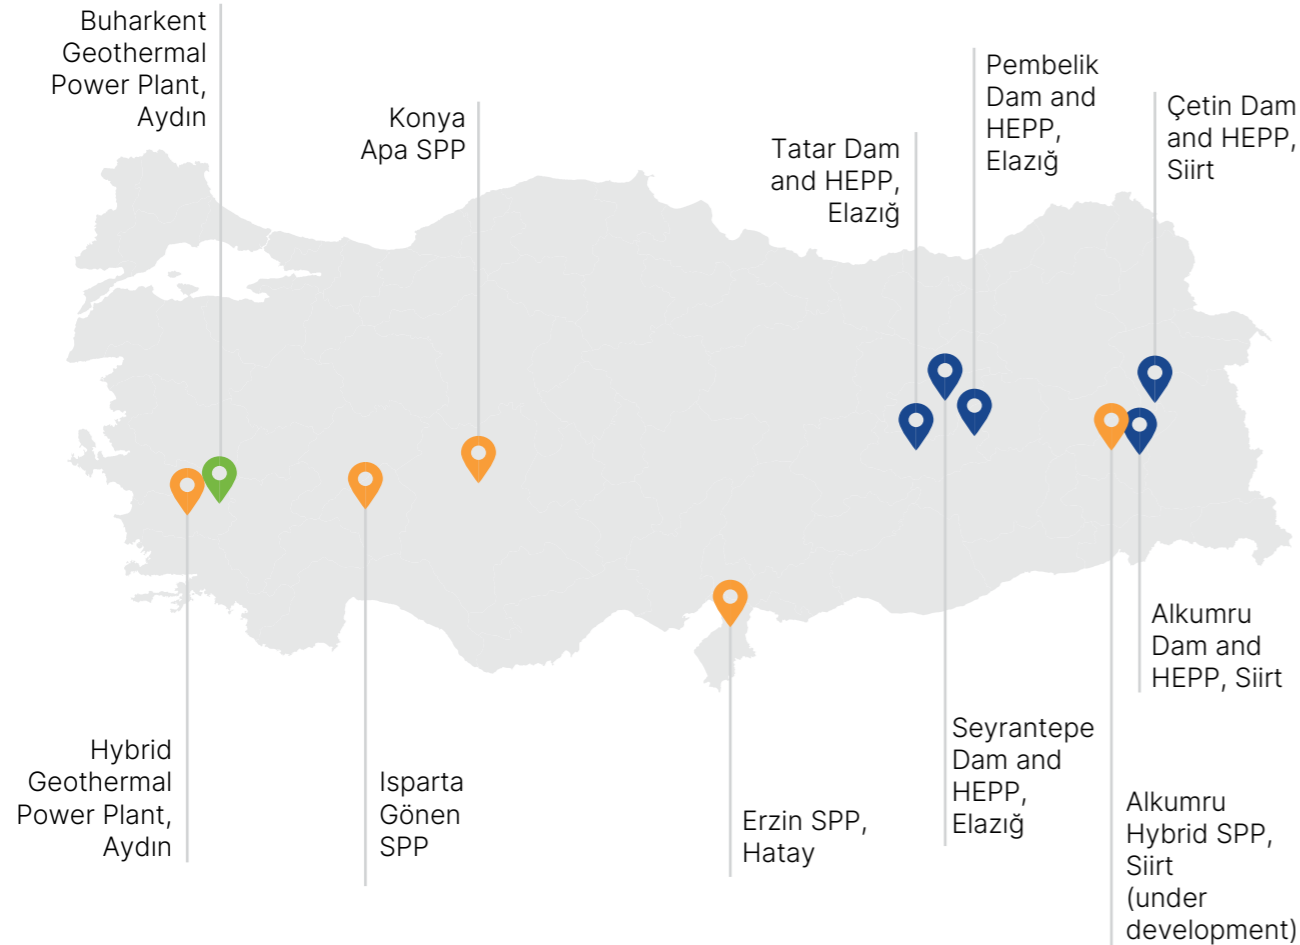 Buharkent
Geothermal
Power Plant,
Aydın
Konya
Apa SPP
Tatar Dam
and HEPP,
Elazığ
Pembelik
Dam and
HEPP,
Elazığ
Çetin Dam
and HEPP,
Siirt
Hybrid
Geothermal
Power Plant,
Aydın
Isparta
Gönen
SPP
Erzin SPP,
Hatay
Seyrantepe
Dam and
HEPP,
Elazığ
Alkumru
Dam and
HEPP, Siirt
Alkumru
Hybrid SPP,
Siirt
(under
development)